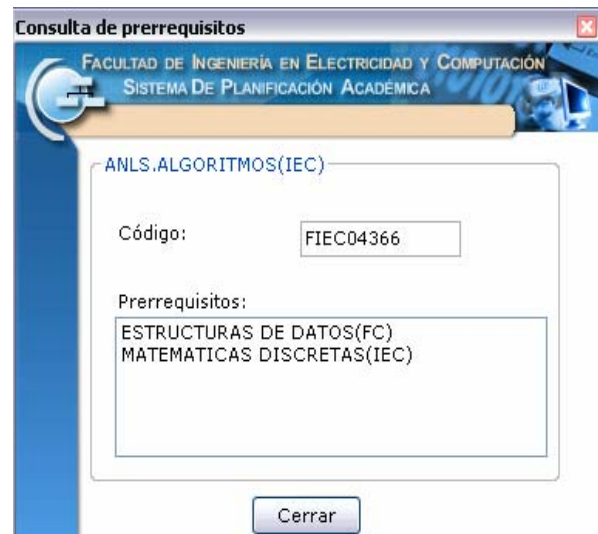 Consulta de prerrequisitos
FACULTAD DE INGENIERÍA EN ELECTRICIDAD Y COMPUTACIÓN
SISTEMA DE PLANIFICACIÓN ACADÉMICA
ANLS.ALGORITMOS(IEC)
Código: FIEC04366
Prerrequisitos:
ESTRUCTURAS DE DATOS(FC)
MATEMATICAS DISCRETAS(IEC)
Cerrar